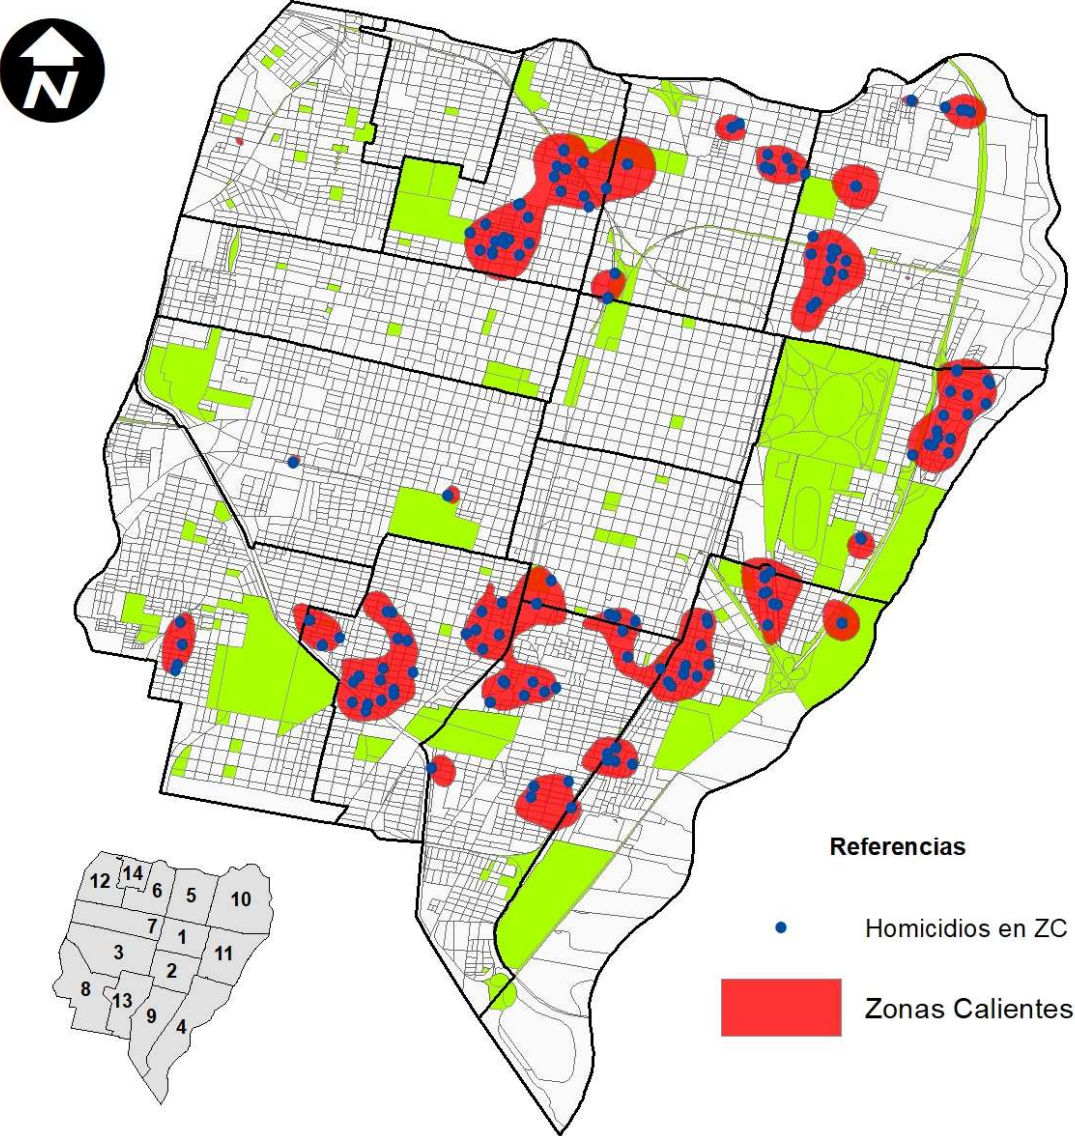 N
Referencias
Homicidios en ZC
Zonas Calientes
12 14 6 5 10
7 1
3 11
2
8 13
9 4